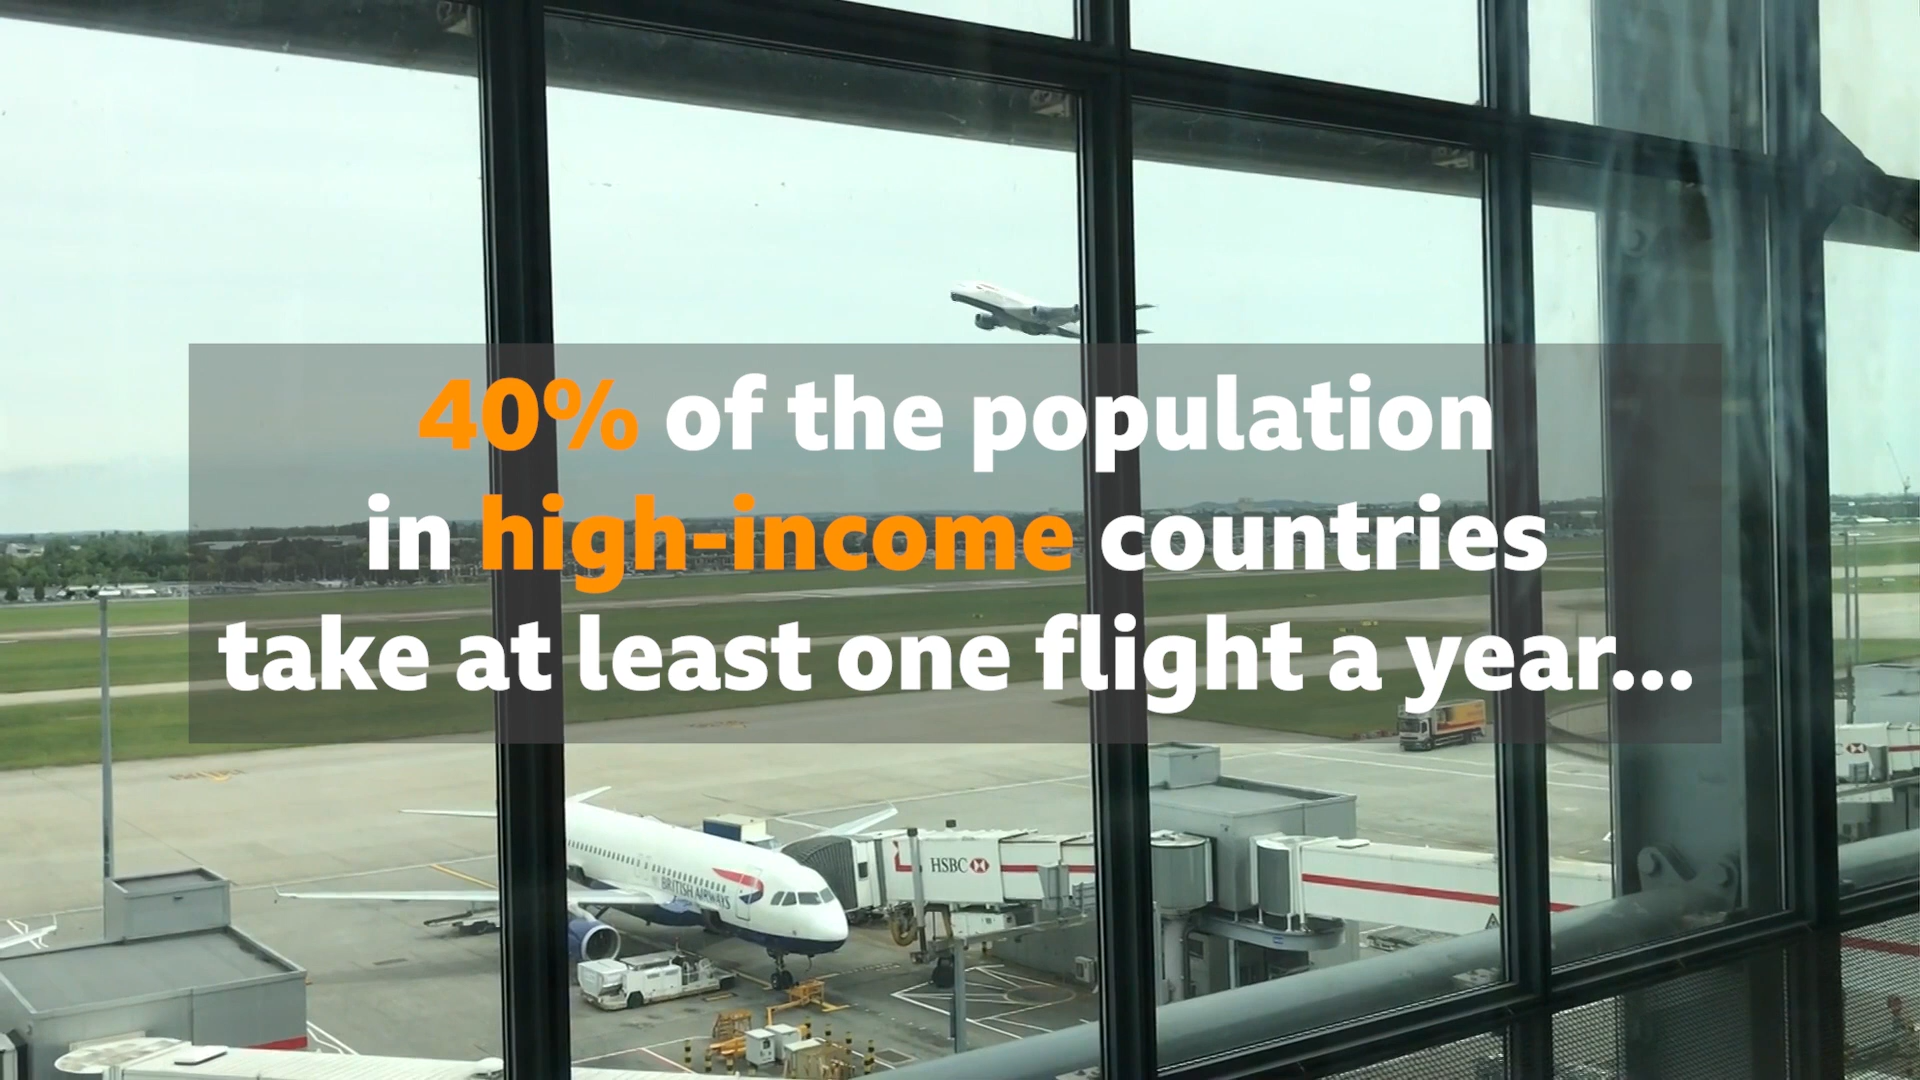 40% of the population
in high-income countries
take at least one flight a year...
BRITISH AIRWAYS
HSBC